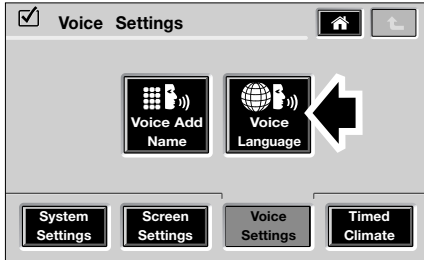 Voice Settings
Voice Add
Name
Voice
Language
System
Settings
Screen
Settings
Voice
Settings
Timed
Climate